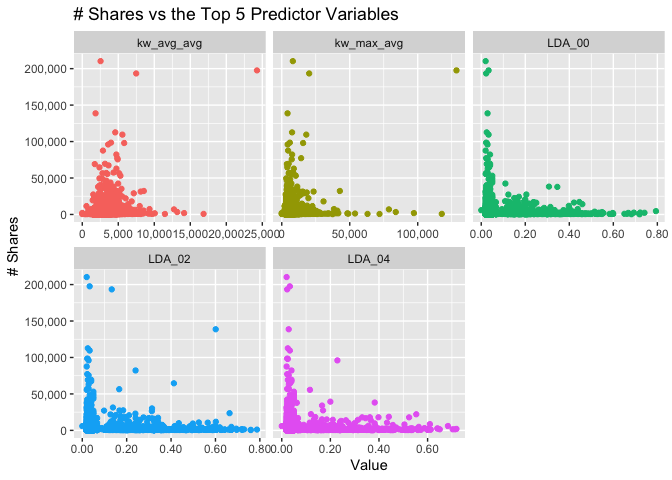 # Shares vs the Top 5 Predictor Variables
kw_avg_avg
kw_max_avg
LDA_00
200,000
150,000
100,000
50,000
0
0 5,000 10,000 15,000 20,000 25,000
0 50,000 100,000
0.00 0.20 0.40 0.60 0.80
# Shares
LDA_02
LDA_04
200,000
150,000
100,000
50,000
0
0.00 0.20 0.40 0.60 0.80
0.00 0.20 0.40 0.60
Value